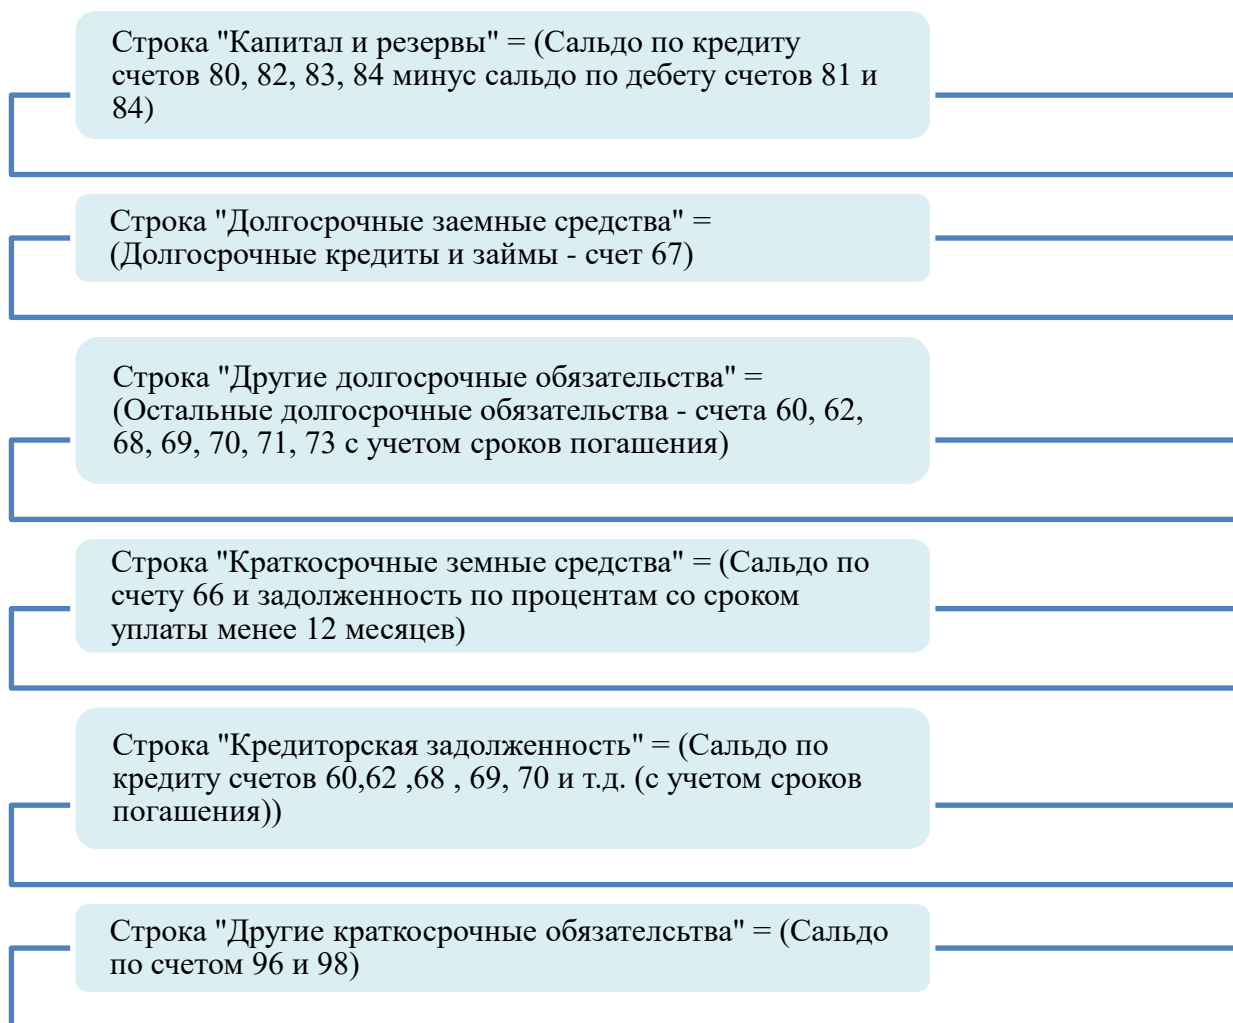 Строка "Капитал и резервы" = (Сальдо по кредиту
счетов 80, 82, 83, 84 минус сальдо по дебету счетов 81 и
84)
Строка "Долгосрочные заемные средства" =
(Долгосрочные кредиты и займы - счет 67)
Строка "Другие долгосрочные обязательства" =
(Остальные долгосрочные обязательства - счета 60, 62,
68, 69, 70, 71, 73 с учетом сроков погашения)
Строка "Краткосрочные земные средства" = (Сальдо по
счету 66 и задолженность по процентам со сроком
уплаты менее 12 месяцев)
Строка "Кредиторская задолженность" = (Сальдо по
кредиту счетов 60,62 ,68 , 69, 70 и т.д. (с учетом сроков
погашения))
Строка "Другие краткосрочные обязателсьтва" = (Сальдо
по счетом 96 и 98)